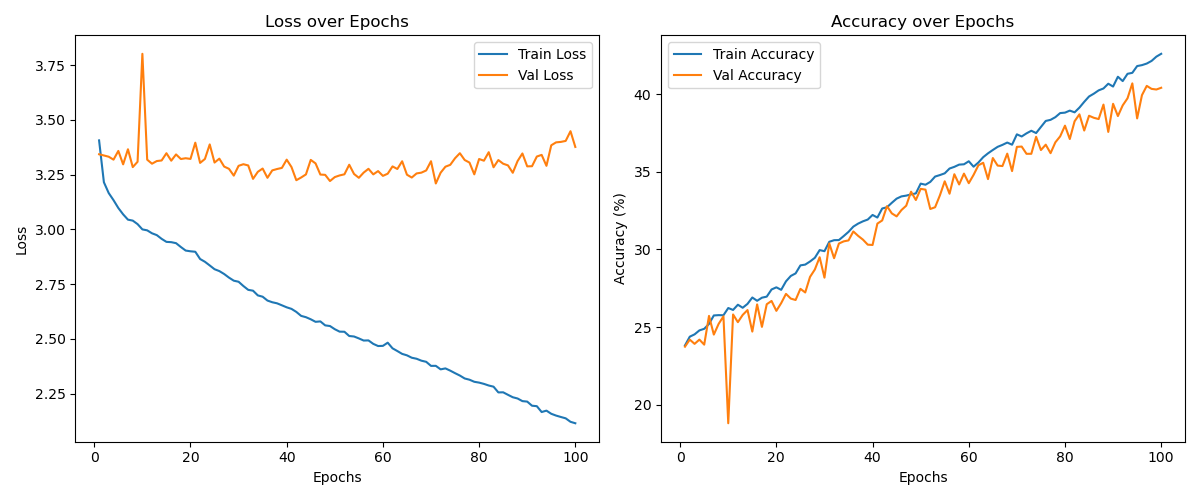 Loss over Epochs
Train Loss
Val Loss
3.75
3.50
3.25
3.00
2.75
2.50
2.25
Loss
0 20 40 60 80 100
Epochs
Accuracy over Epochs
Train Accuracy
Val Accuracy
40
35
30
25
20
Accuracy (%)
0 20 40 60 80 100
Epochs